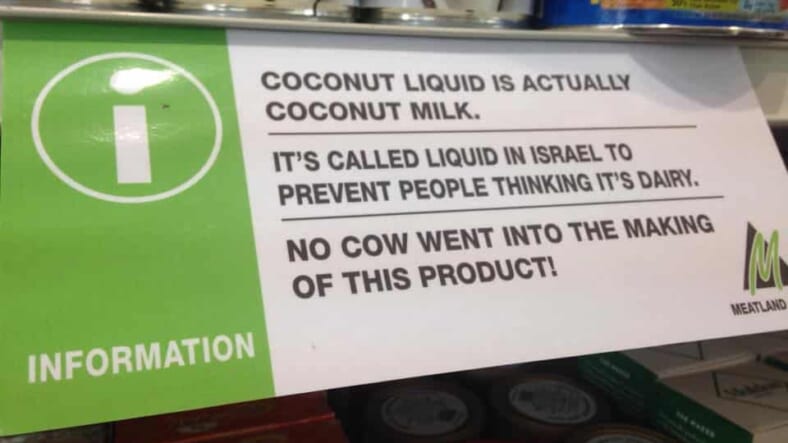 COCONUT LIQUID IS ACTUALLY
COCONUT MILK.
IT'S CALLED LIQUID IN ISRAEL TO
PREVENT PEOPLE THINKING IT'S DAIRY.
NO COW WENT INTO THE MAKING
OF THIS PRODUCT!
INFORMATION
M
MEATLAND